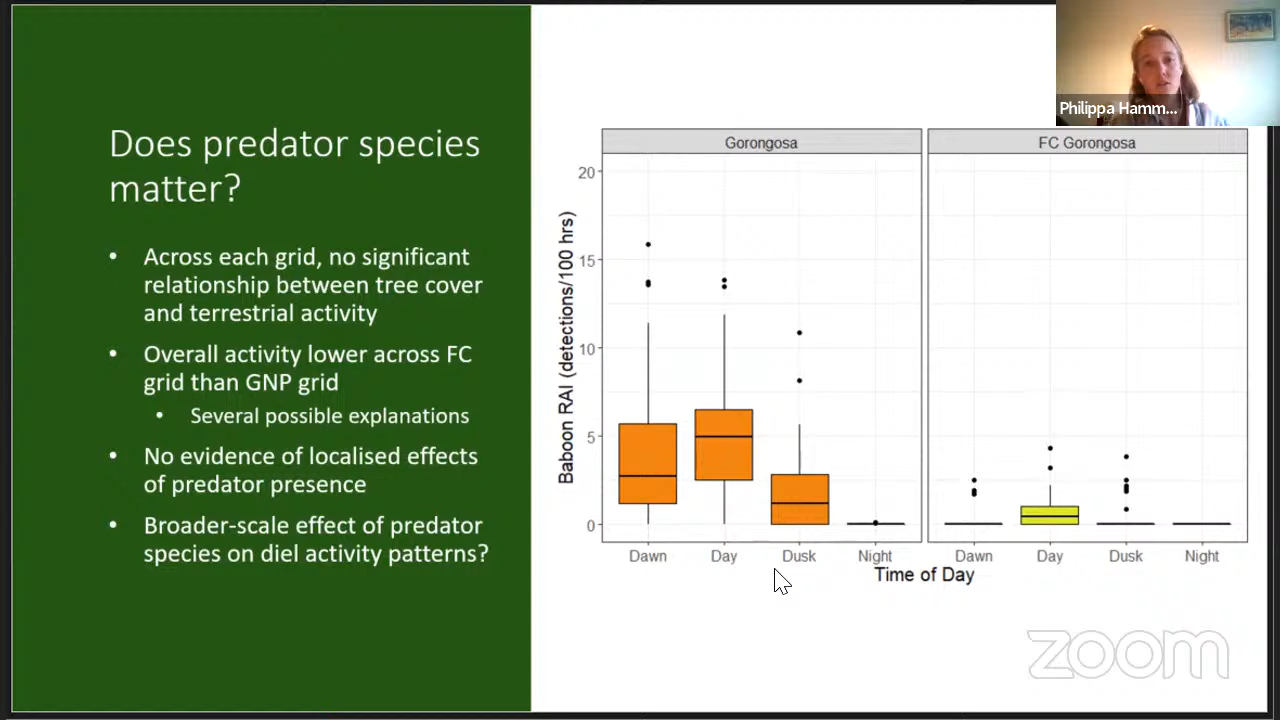 Does predator species
matter?
• Across each grid, no significant
relationship between tree cover
and terrestrial activity
• Overall activity lower across FC
grid than GNP grid
• Several possible explanations
• No evidence of localised effects
of predator presence
• Broader-scale effect of predator
species on diel activity patterns?
Philippa Hamm...
Gorongosa
FC Gorongosa
Baboon RAI (detections/100 hrs)
20
15
10
5
0
Dawn Day Dusk Night
Dawn Day Dusk Night
Time of Day
zoom